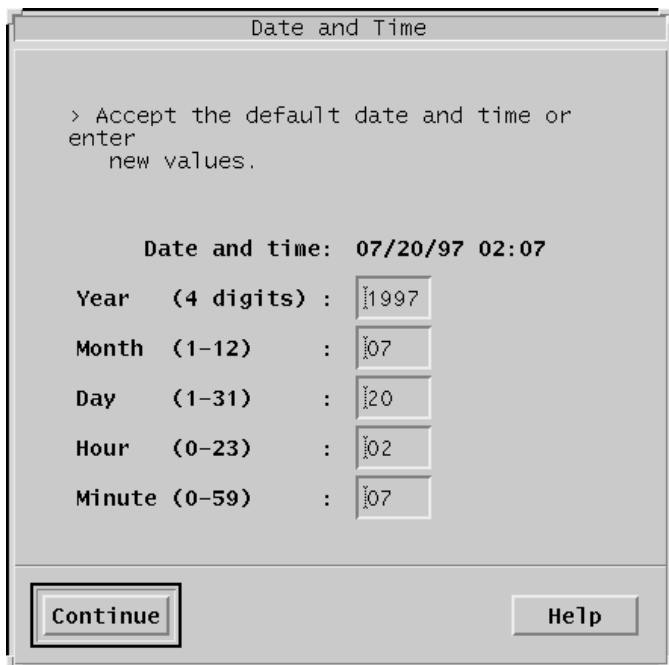 Date and Time
> Accept the default date and time or
enter
new values.
Date and time: 07/20/97 02:07
Year (4 digits) : 1997
Month (1-12) : 07
Day (1-31) : 20
Hour (0-23) : 02
Minute (0-59) : 07
Continue Help